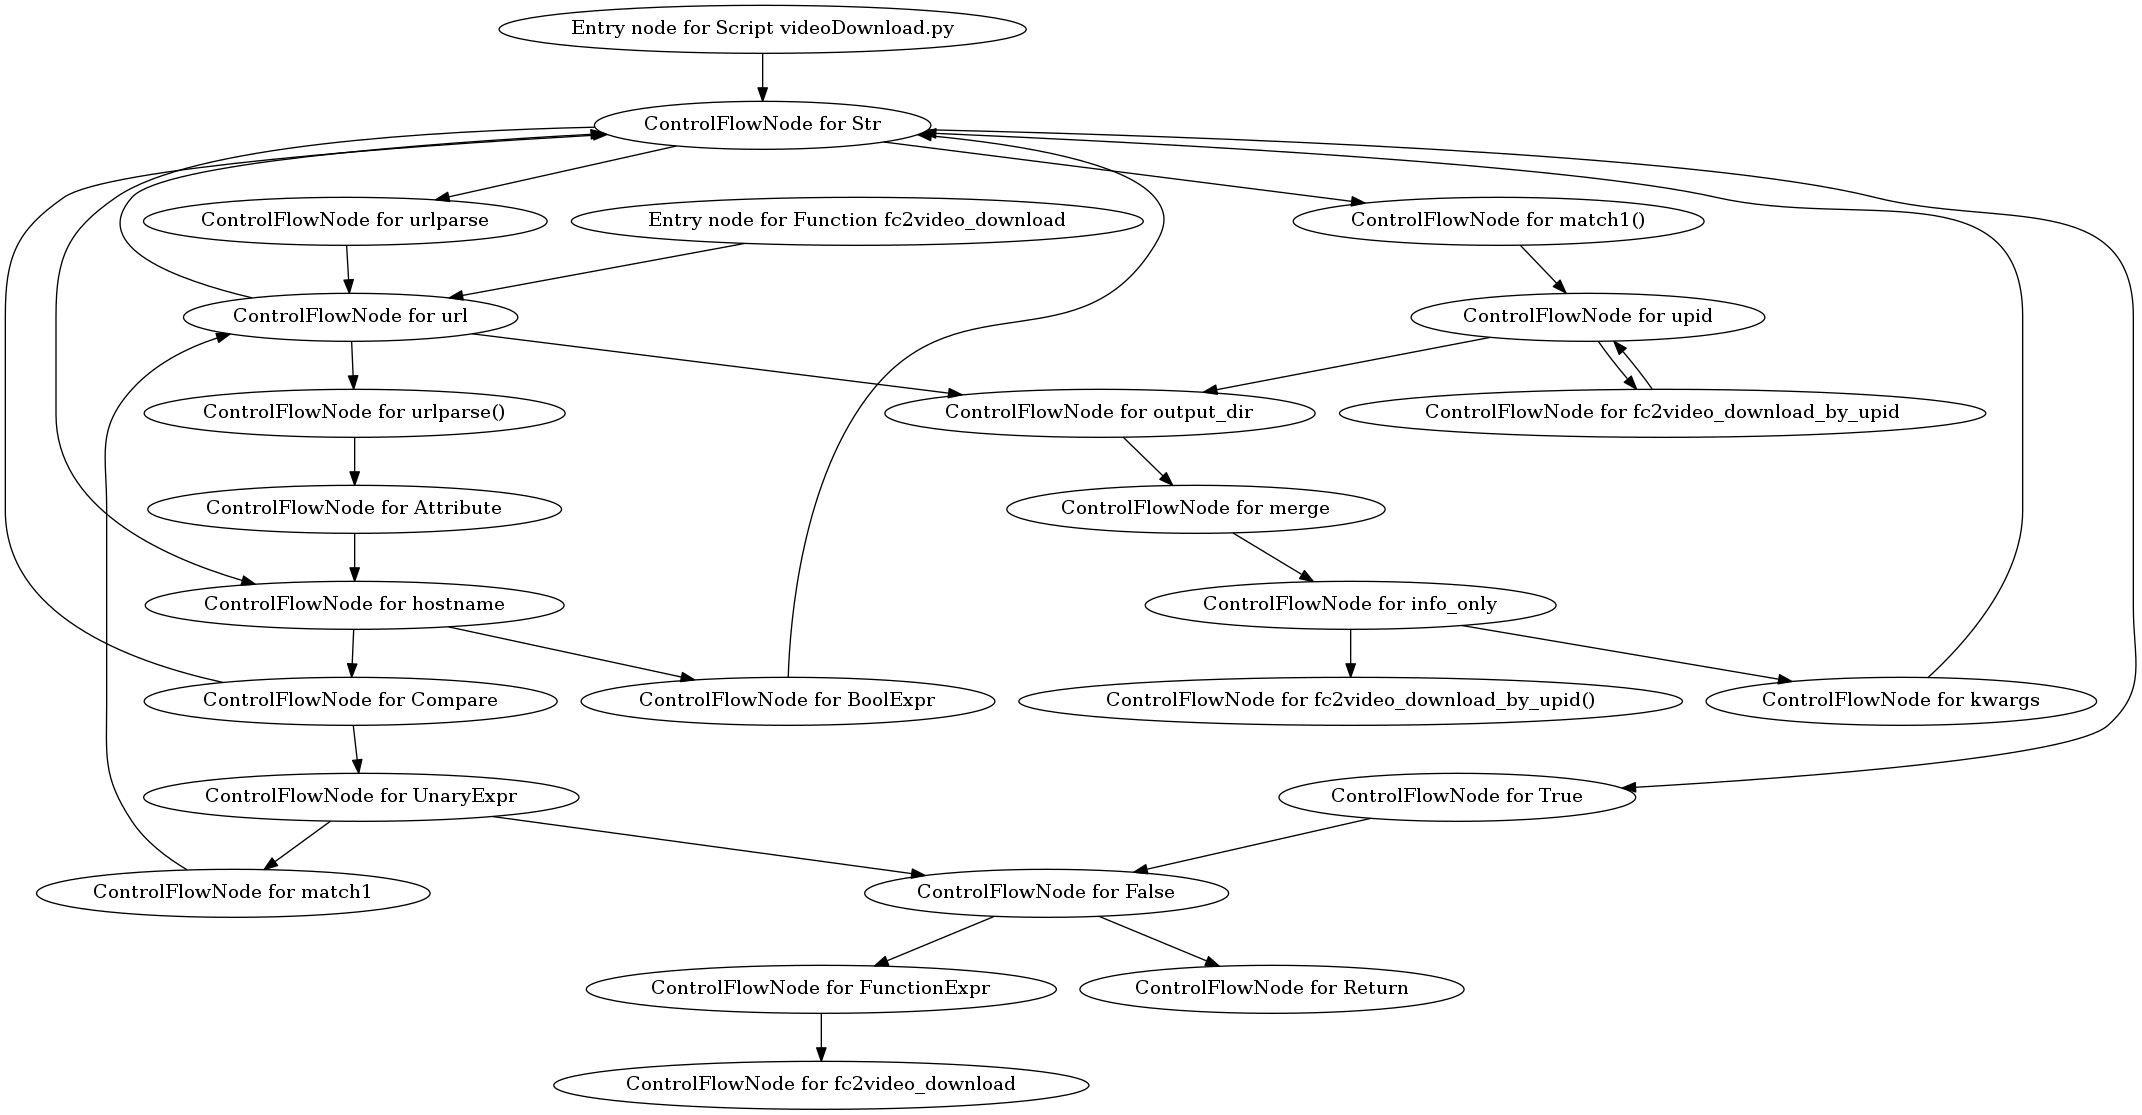 Entry node for Script videoDownload.py
ControlFlowNode for Str
ControlFlowNode for urlparse
Entry node for Function fc2video_download
ControlFlowNode for match1()
ControlFlowNode for url
ControlFlowNode for upid
ControlFlowNode for urlparse()
ControlFlowNode for output_dir
ControlFlowNode for fc2video_download_by_upid
ControlFlowNode for Attribute
ControlFlowNode for merge
ControlFlowNode for hostname
ControlFlowNode for info_only
ControlFlowNode for Compare
ControlFlowNode for BoolExpr
ControlFlowNode for fc2video_download_by_upid()
ControlFlowNode for kwargs
ControlFlowNode for UnaryExpr
ControlFlowNode for True
ControlFlowNode for match1
ControlFlowNode for False
ControlFlowNode for FunctionExpr
ControlFlowNode for Return
ControlFlowNode for fc2video_download